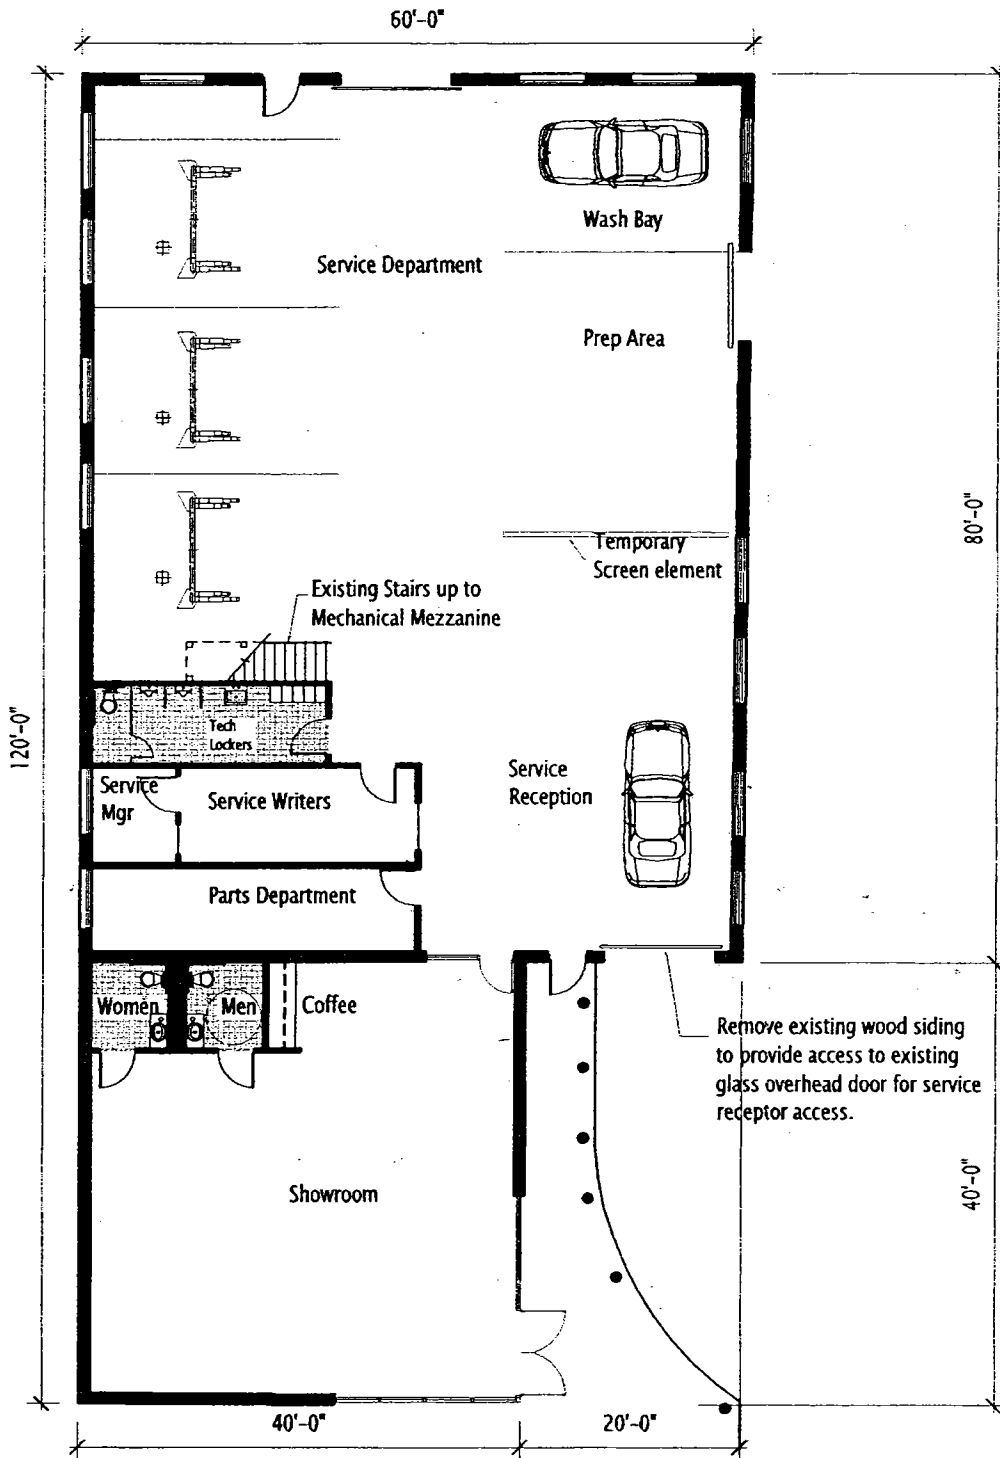 60'-0"
Wash Bay
Service Department
Prep Area
80'-0"
Temporary
Screen element
Existing Stairs up to
Mechanical Mezzanine
120'-0"
Tech
Lockers
Service
Mgr
Service Writers
Service
Reception
Parts Department
Women
Men
Coffee
Remove existing wood siding
to provide access to existing
glass overhead door for service
receptor access.
Showroom
40'-0"
40'-0"
20'-0"